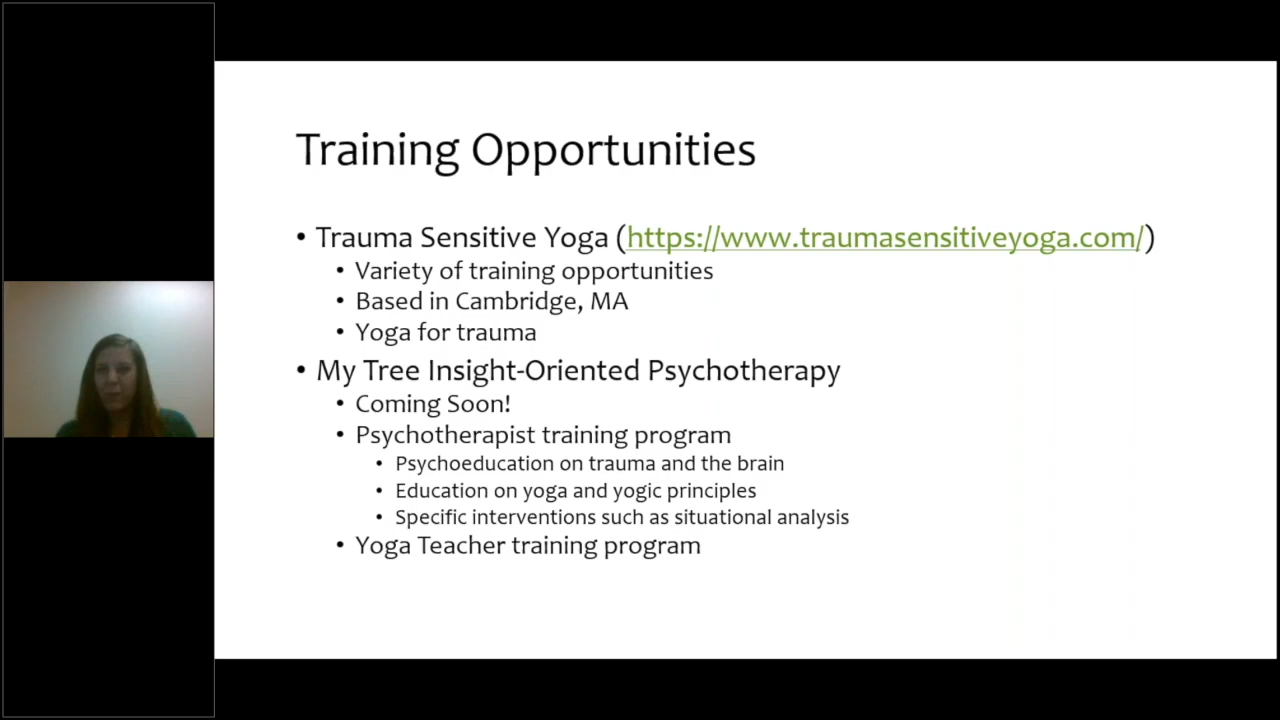 Training Opportunities
• Trauma Sensitive Yoga (https://www.traumasensitiveyoga.com/)
• Variety of training opportunities
• Based in Cambridge, MA
• Yoga for trauma
• My Tree Insight-Oriented Psychotherapy
• Coming Soon!
• Psychotherapist training program
• Psychoeducation on trauma and the brain
• Education on yoga and yogic principles
• Specific interventions such as situational analysis
• Yoga Teacher training program